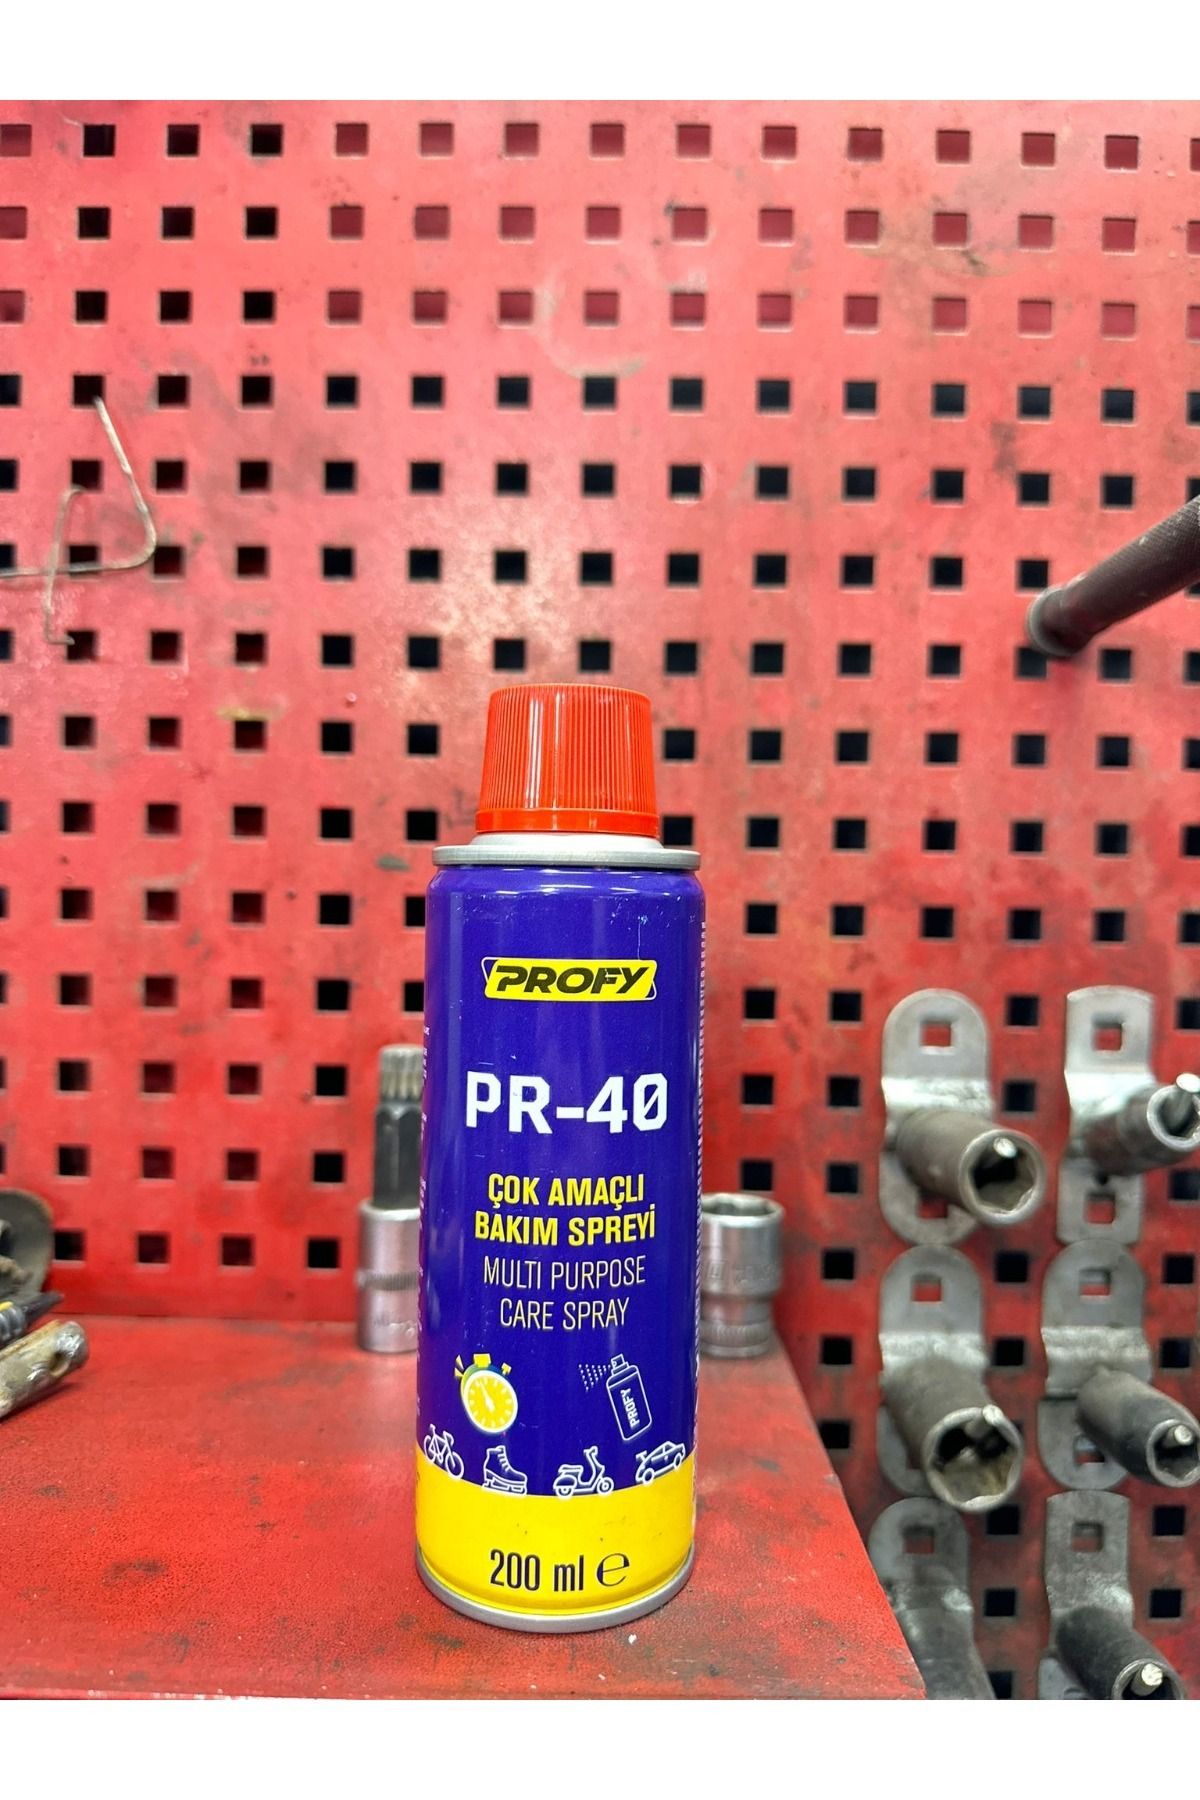 PROFY
PR-40
ÇOK AMAÇLI
BAKIM SPREYİ
MULTI PURPOSE
CARE SPRAY
PROFY
200 ml ℮